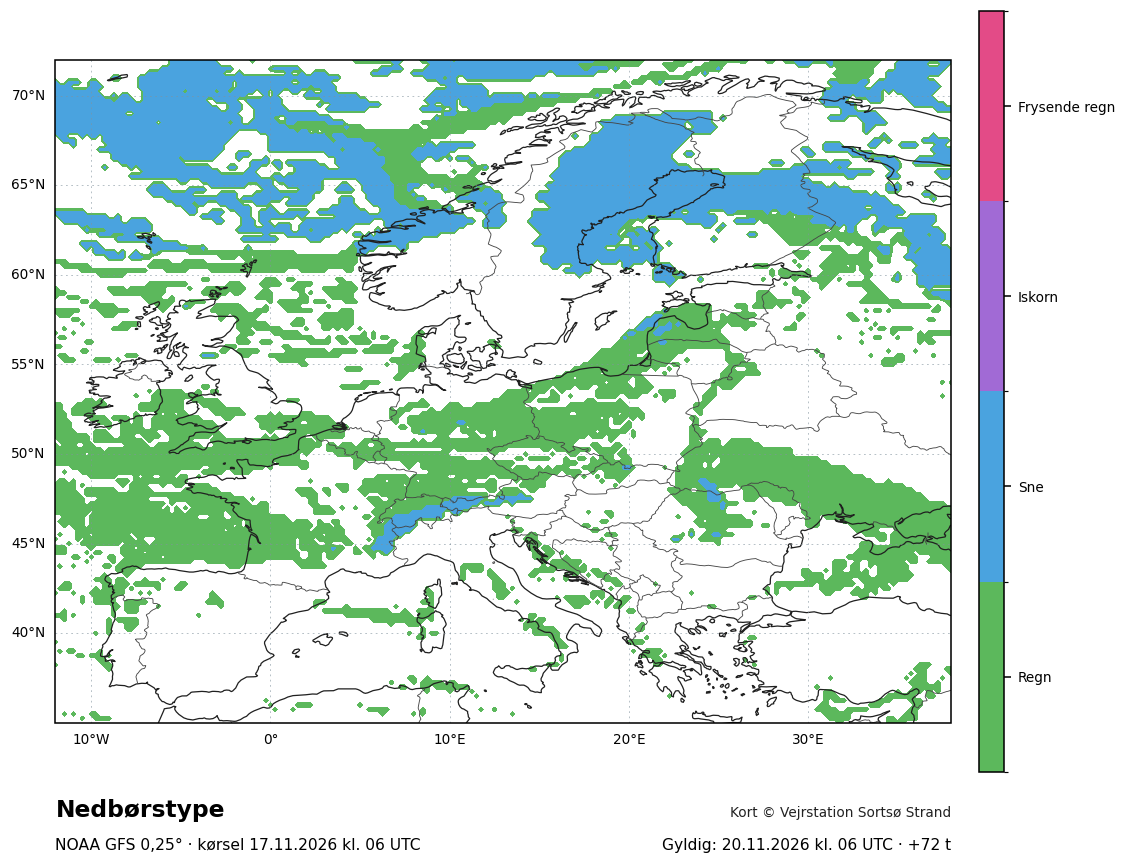 Frysende regn
Iskorn
Sne
Regn
70°N
65°N
60°N
55°N
50°N
45°N
40°N
10°W 0° 10°E 20°E 30°E
Nedbørstype
Kort © Vejrstation Sortsø Strand
NOAA GFS 0,25° · kørsel 17.11.2026 kl. 06 UTC
Gyldig: 20.11.2026 kl. 06 UTC · +72 t